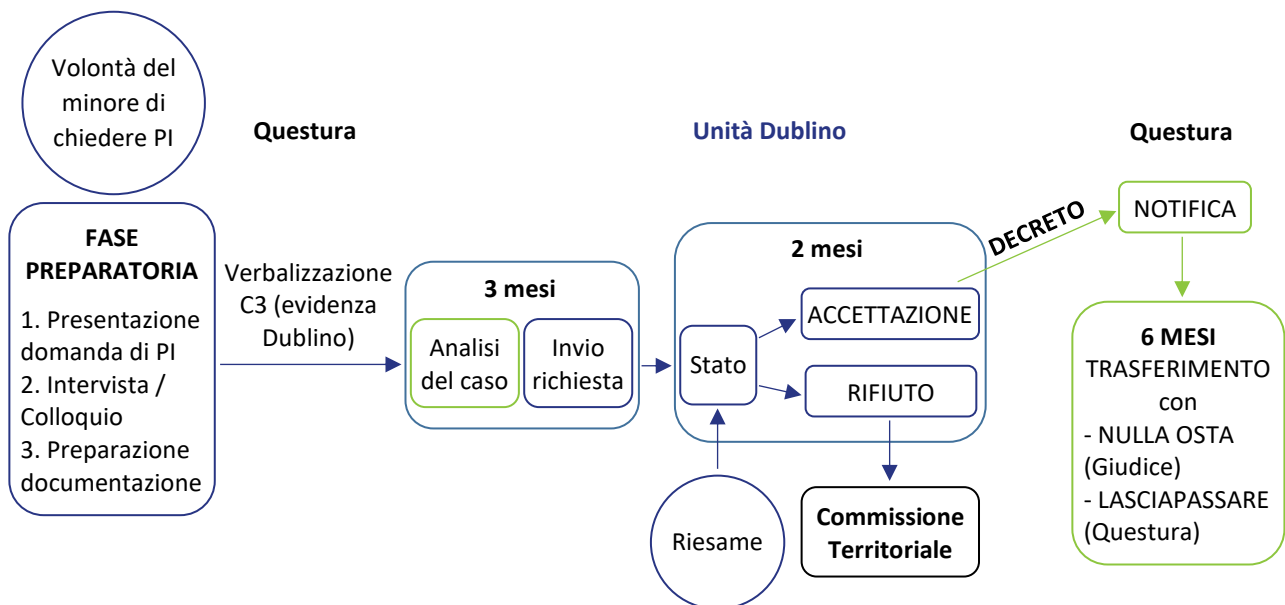 Volontà del
minore di
chiedere PI
Questura
Unità Dublino
Questura
FASE
PREPARATORIA
1. Presentazione
domanda di PI
2. Intervista /
Colloquio
3. Preparazione
documentazione
Verbalizzazione
C3 (evidenza
Dublino)
3 mesi
Analisi
del caso
Invio
richiesta
2 mesi
Stato
ACCETTAZIONE
RIFIUTO
Riesame
Commissione
Territoriale
DECRETO
NOTIFICA
6 MESI
TRASFERIMENTO
con
- NULLA OSTA
(Giudice)
- LASCIAPASSARE
(Questura)